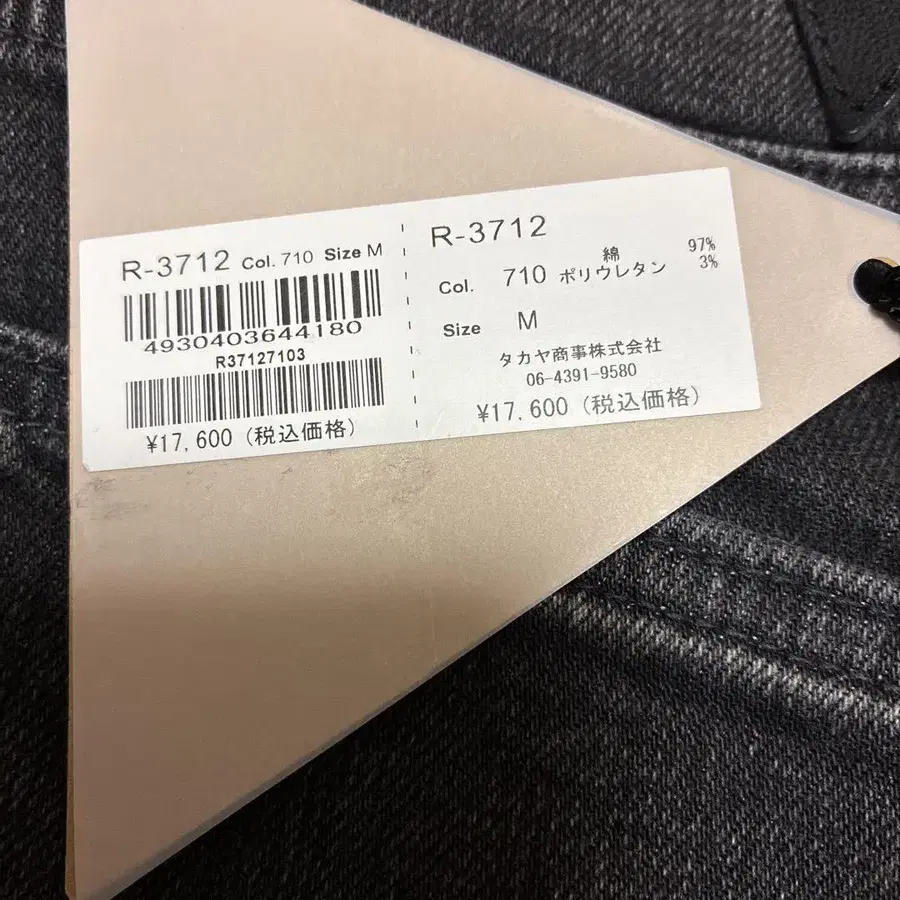 R-3712 Col. 710 Size M
4930403644180
R37127103
¥17,600 (税込価格)
R-3712
綿 97%
Col. 710 ポリウレタン 3%
Size M
タカヤ商事株式会社
06-4391-9580
¥17,600 (税込価格)